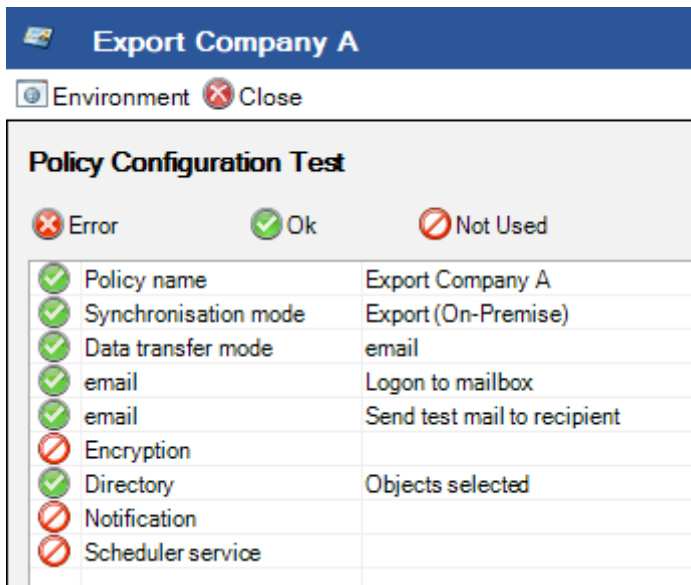 Export Company A
Environment Close
Policy Configuration Test
Error Ok Not Used
Policy name Export Company A
Synchronisation mode Export (On-Premise)
Data transfer mode email
email Logon to mailbox
email Send test mail to recipient
Encryption
Directory Objects selected
Notification
Scheduler service